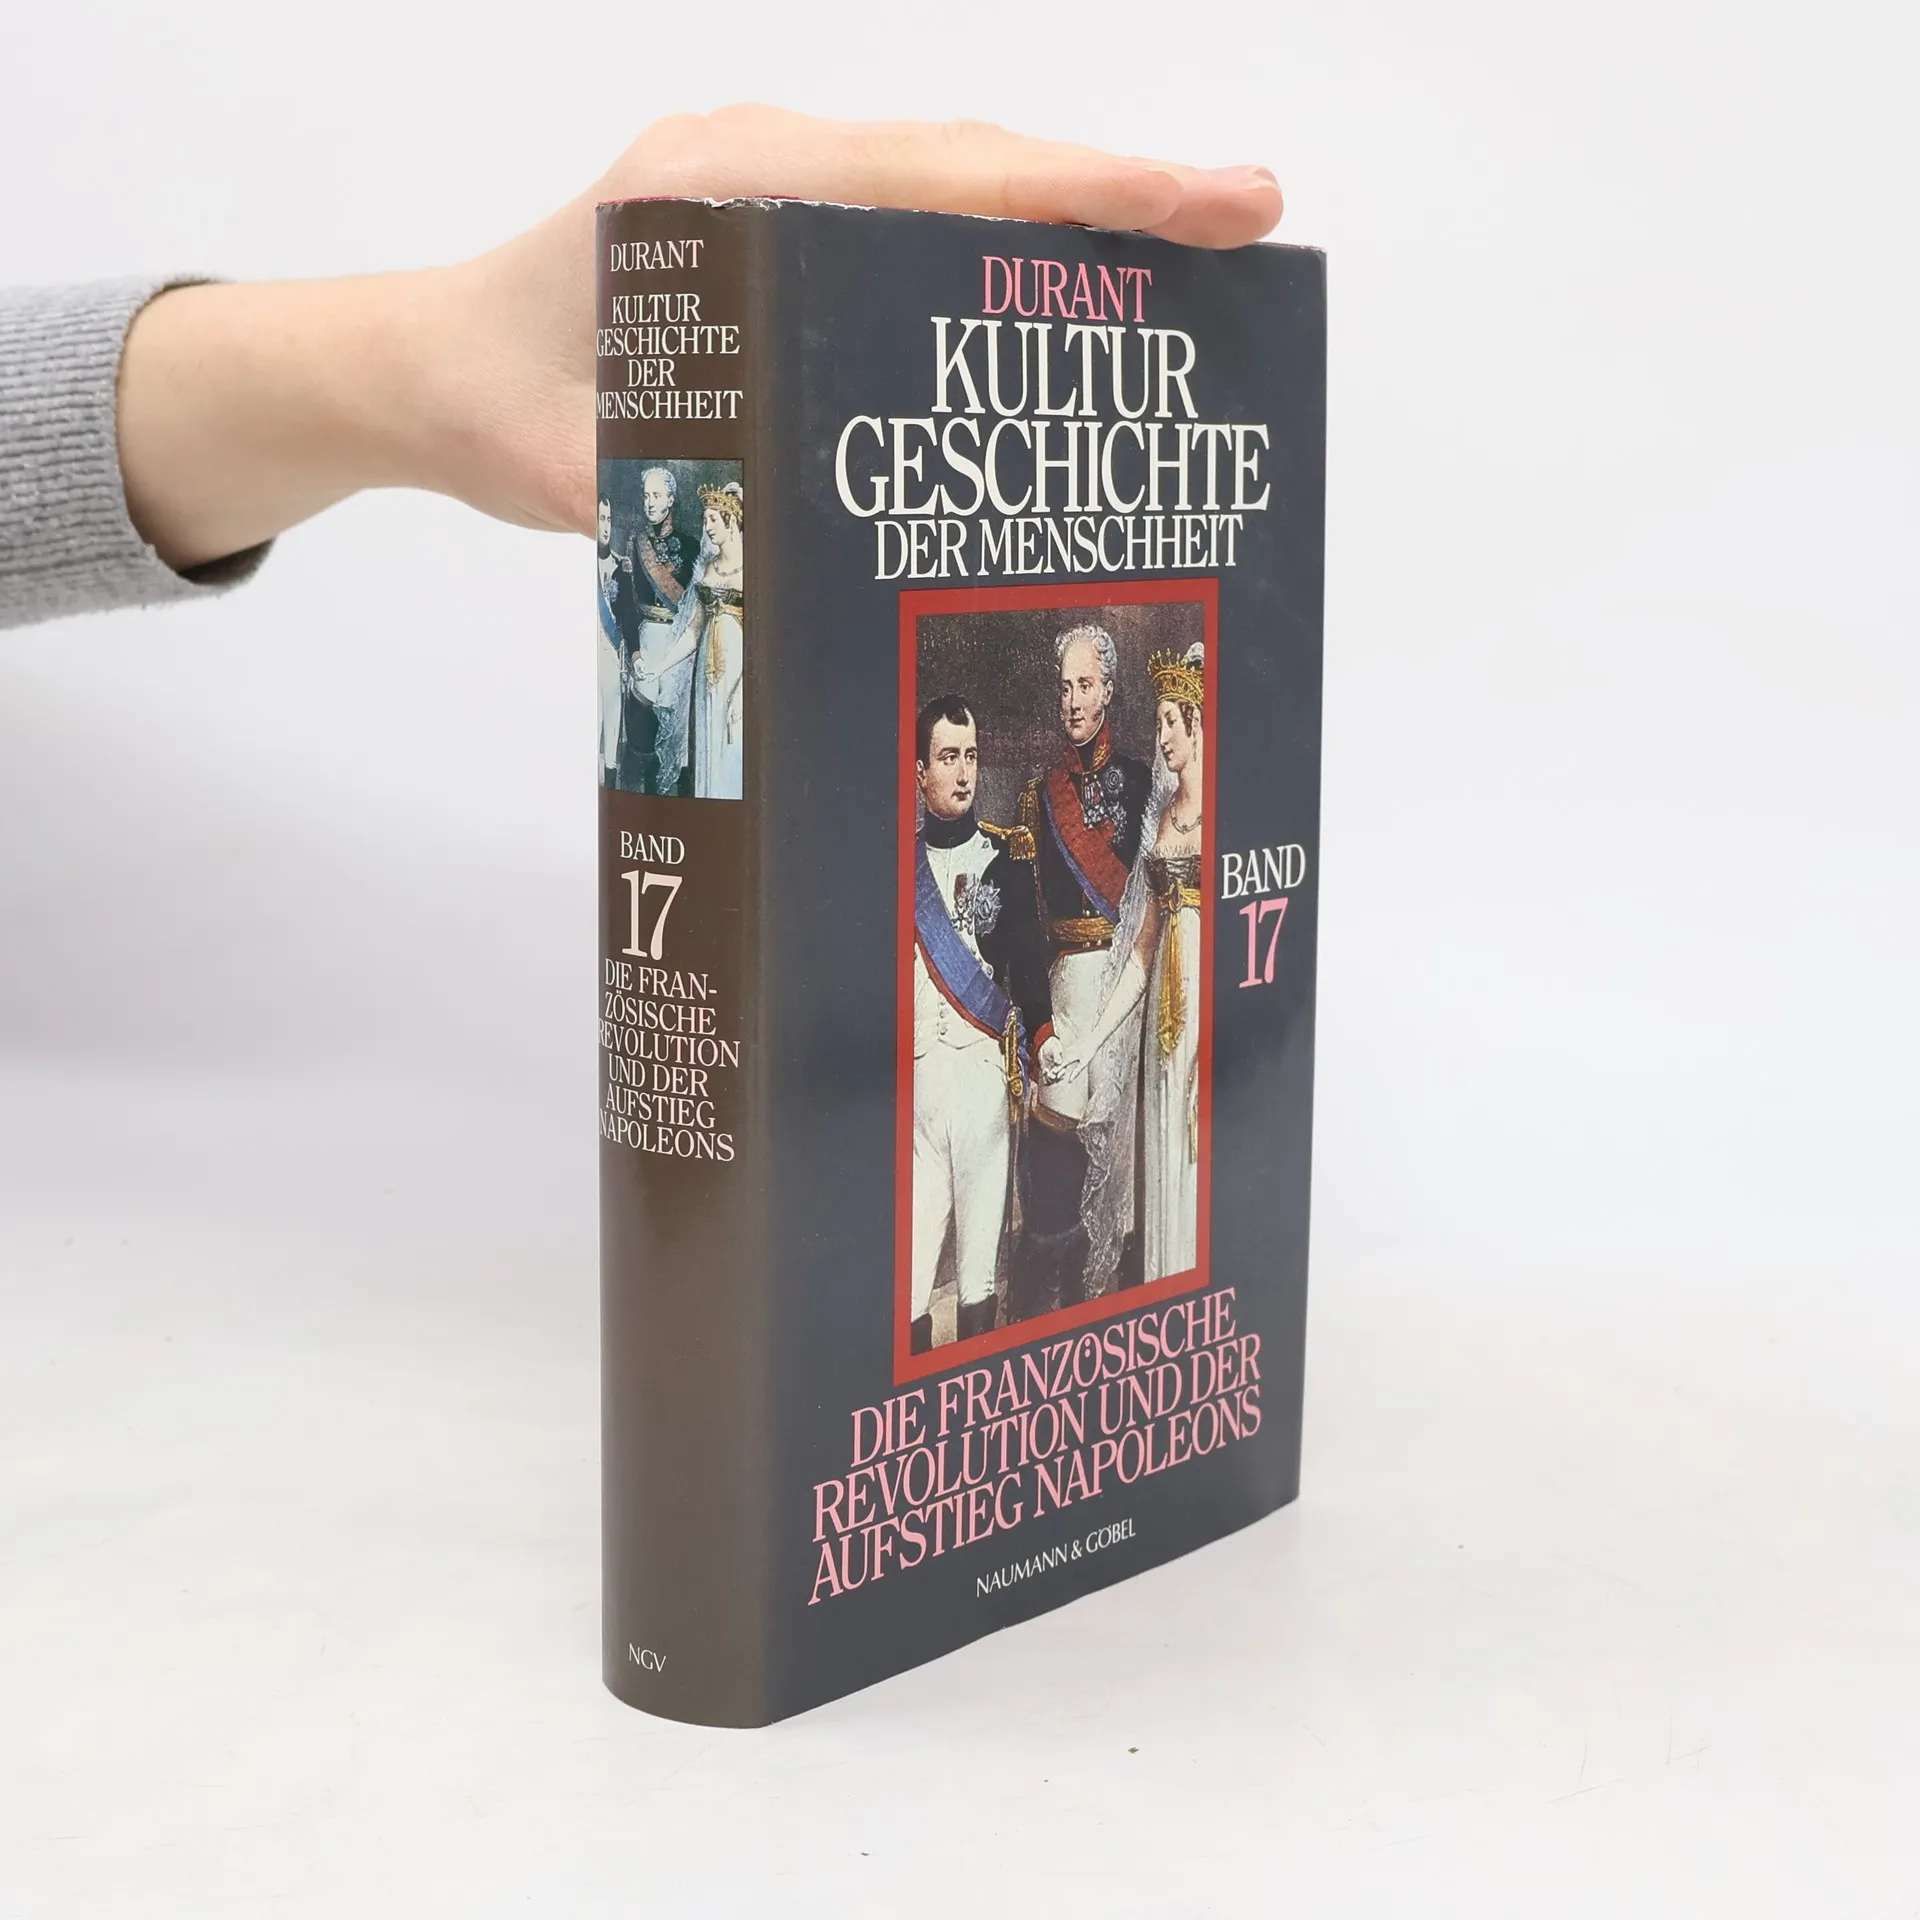 DURANT
KULTUR
GESCHICHTE
DER
MENSCHHEIT
BAND
17
DIE FRAN-
ZÖSISCHE
REVOLUTION
UND DER
AUFSTIEG
NAPOLEONS
NGV
DURANT
KULTUR
GESCHICHTE
DER MENSCHHEIT
BAND
17
DIE FRANZÖSISCHE
REVOLUTION UND DER
AUFSTIEG NAPOLEONS
NAUMANN & GÖBEL